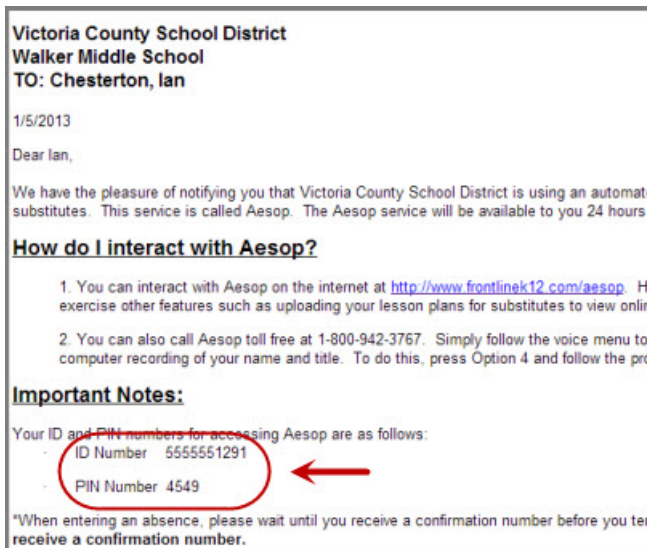 Victoria County School District
Walker Middle School
TO: Chesterton, Ian
1/5/2013
Dear Ian,
We have the pleasure of notifying you that Victoria County School District is using an automat
substitutes. This service is called Aesop. The Aesop service will be available to you 24 hours
How do I interact with Aesop?
1. You can interact with Aesop on the internet at http://www.frontlinek12.com/aesop. H
exercise other features such as uploading your lesson plans for substitutes to view onli
2. You can also call Aesop toll free at 1-800-942-3767. Simply follow the voice menu to
computer recording of your name and title. To do this, press Option 4 and follow the pro
Important Notes:
Your ID and PIN numbers for accessing Aesop are as follows:
· ID Number 5555551291
· PIN Number 4549
*When entering an absence, please wait until you receive a confirmation number before you ter
receive a confirmation number.